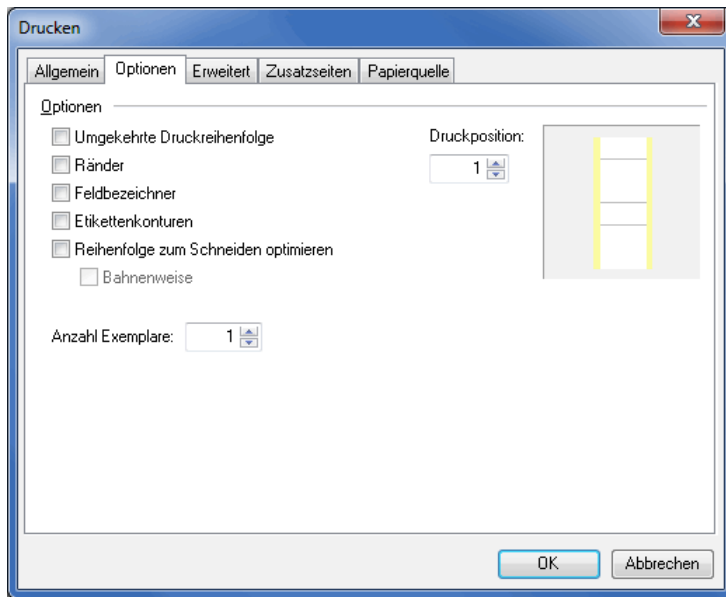 Drucken
Allgemein Optionen Erweitert Zusatzseiten Papierquelle
Optionen
Umgekehrte Druckreihenfolge
Druckposition:
Ränder
1
Feldbezeichner
Etikettenkonturen
Reihenfolge zum Schneiden optimieren
Bahnenweise
Anzahl Exemplare: 1
OK Abbrechen